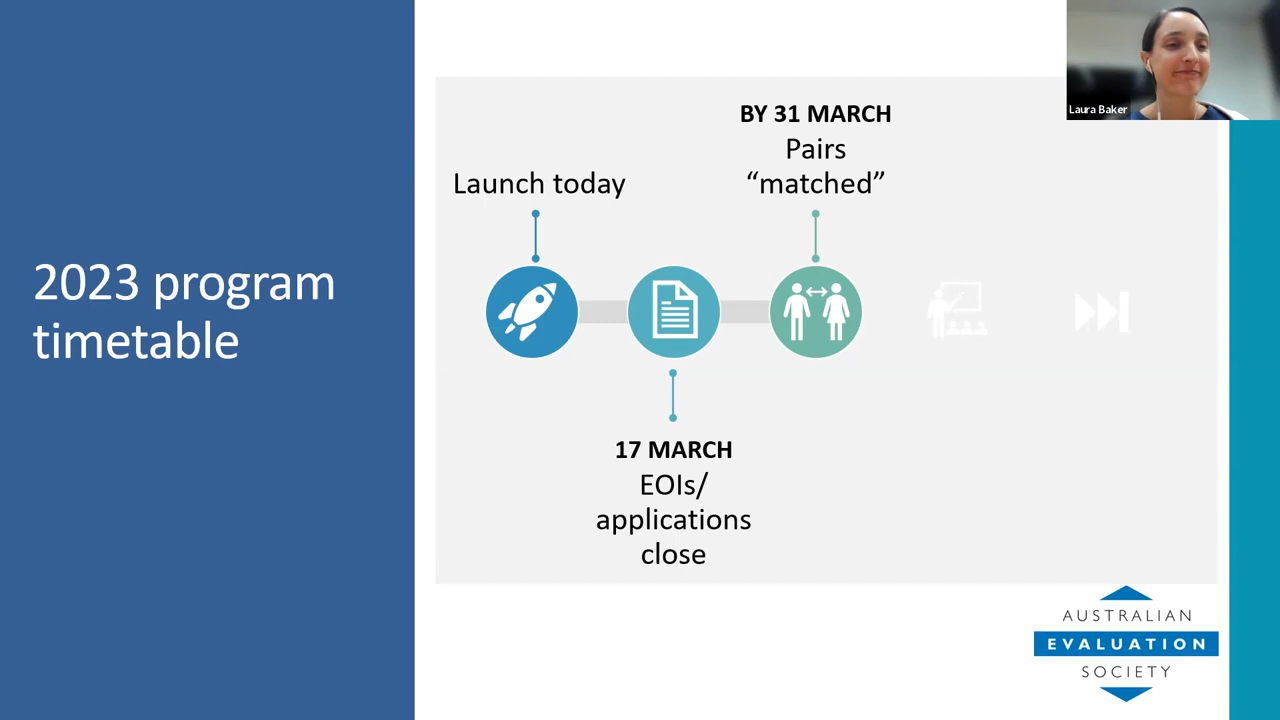 2023 program
timetable
Launch today
BY 31 MARCH
Pairs
“matched”
17 MARCH
EOIs/
applications
close
Laura Baker
AUSTRALIAN
EVALUATION
SOCIETY